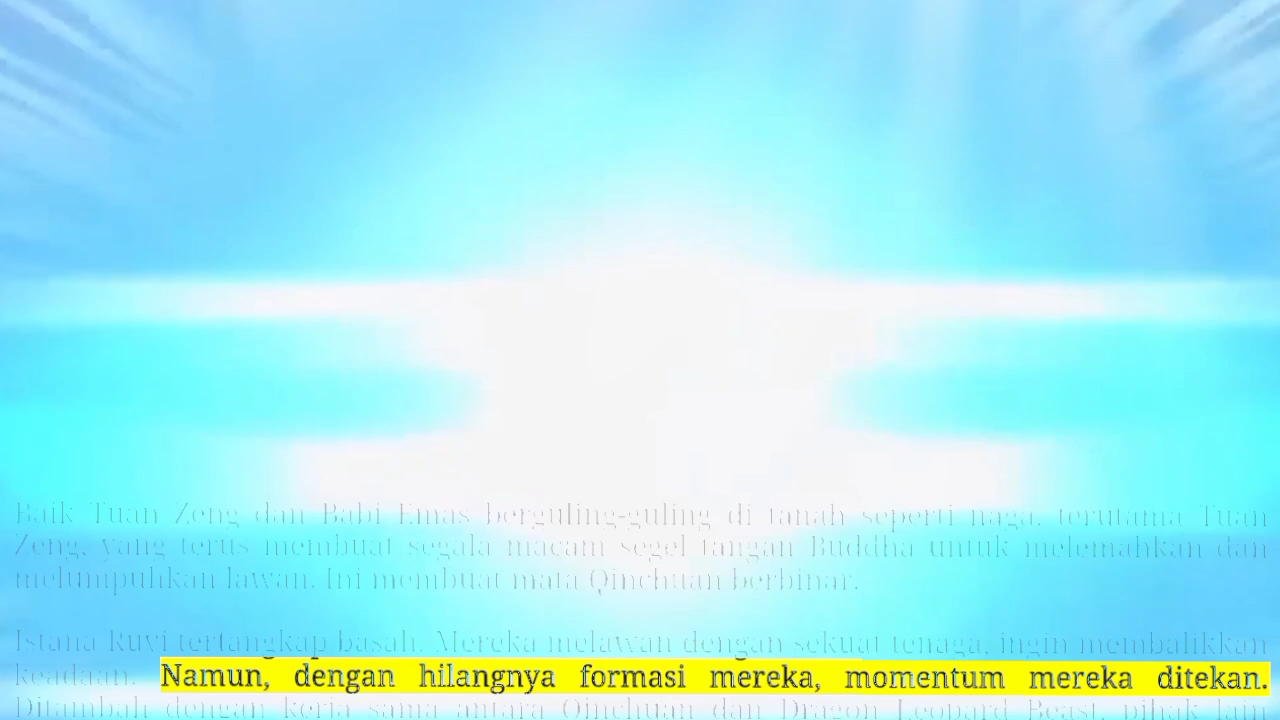 Baik Tuan Zeng dan Babi Emas berguling-guling di tanah seperti naga, terutama Tuan
Zeng, yang terus membuat segala macam segel tangan Buddha untuk melemahkan dan
melumpuhkan lawan. Ini membuat mata Qinchuan berbinar.
Istana Ruyi tertangkap basah. Mereka melawan dengan sekuat tenaga, ingin membalikkan
keadaan. Namun, dengan hilangnya formasi mereka, momentum mereka ditekan.
Ditambah dengan kerja sama antara Qinchuan dan Dragon Leopard Beast, pihak lain